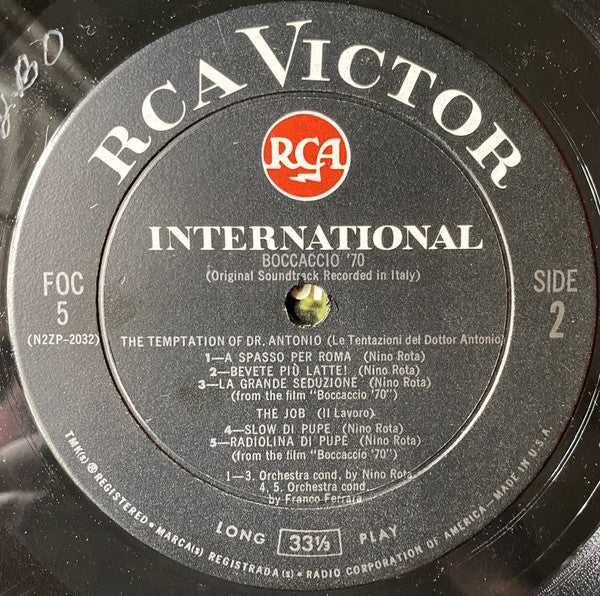 RCA VICTOR
RCA
INTERNATIONAL
BOCCACCIO '70
(Original Soundtrack Recorded in Italy)
FOC
5
(N2ZP-2032)
SIDE
2
THE TEMPTATION OF DR. ANTONIO (Le Tentazioni del Dottor Antonio)
1—A SPASSO PER ROMA (Nino Rota)
2—BEVETE PIÙ LATTE! (Nino Rota)
3—LA GRANDE SEDUZIONE (Nino Rota)
(from the film "Boccaccio '70")
THE JOB (Il Lavoro)
4—SLOW DI PUPE (Nino Rota)
5—RADIOLINA DI PUPE (Nino Rota)
(from the film "Boccaccio '70")
1—3. Orchestra cond. by Nino Rota
4, 5. Orchestra cond.
by Franco Ferrara
LONG 33⅓ PLAY
TMK(s) ® REGISTERED • MARCA(s) REGISTRADA(s) • RADIO CORPORATION OF AMERICA — MADE IN U.S.A.